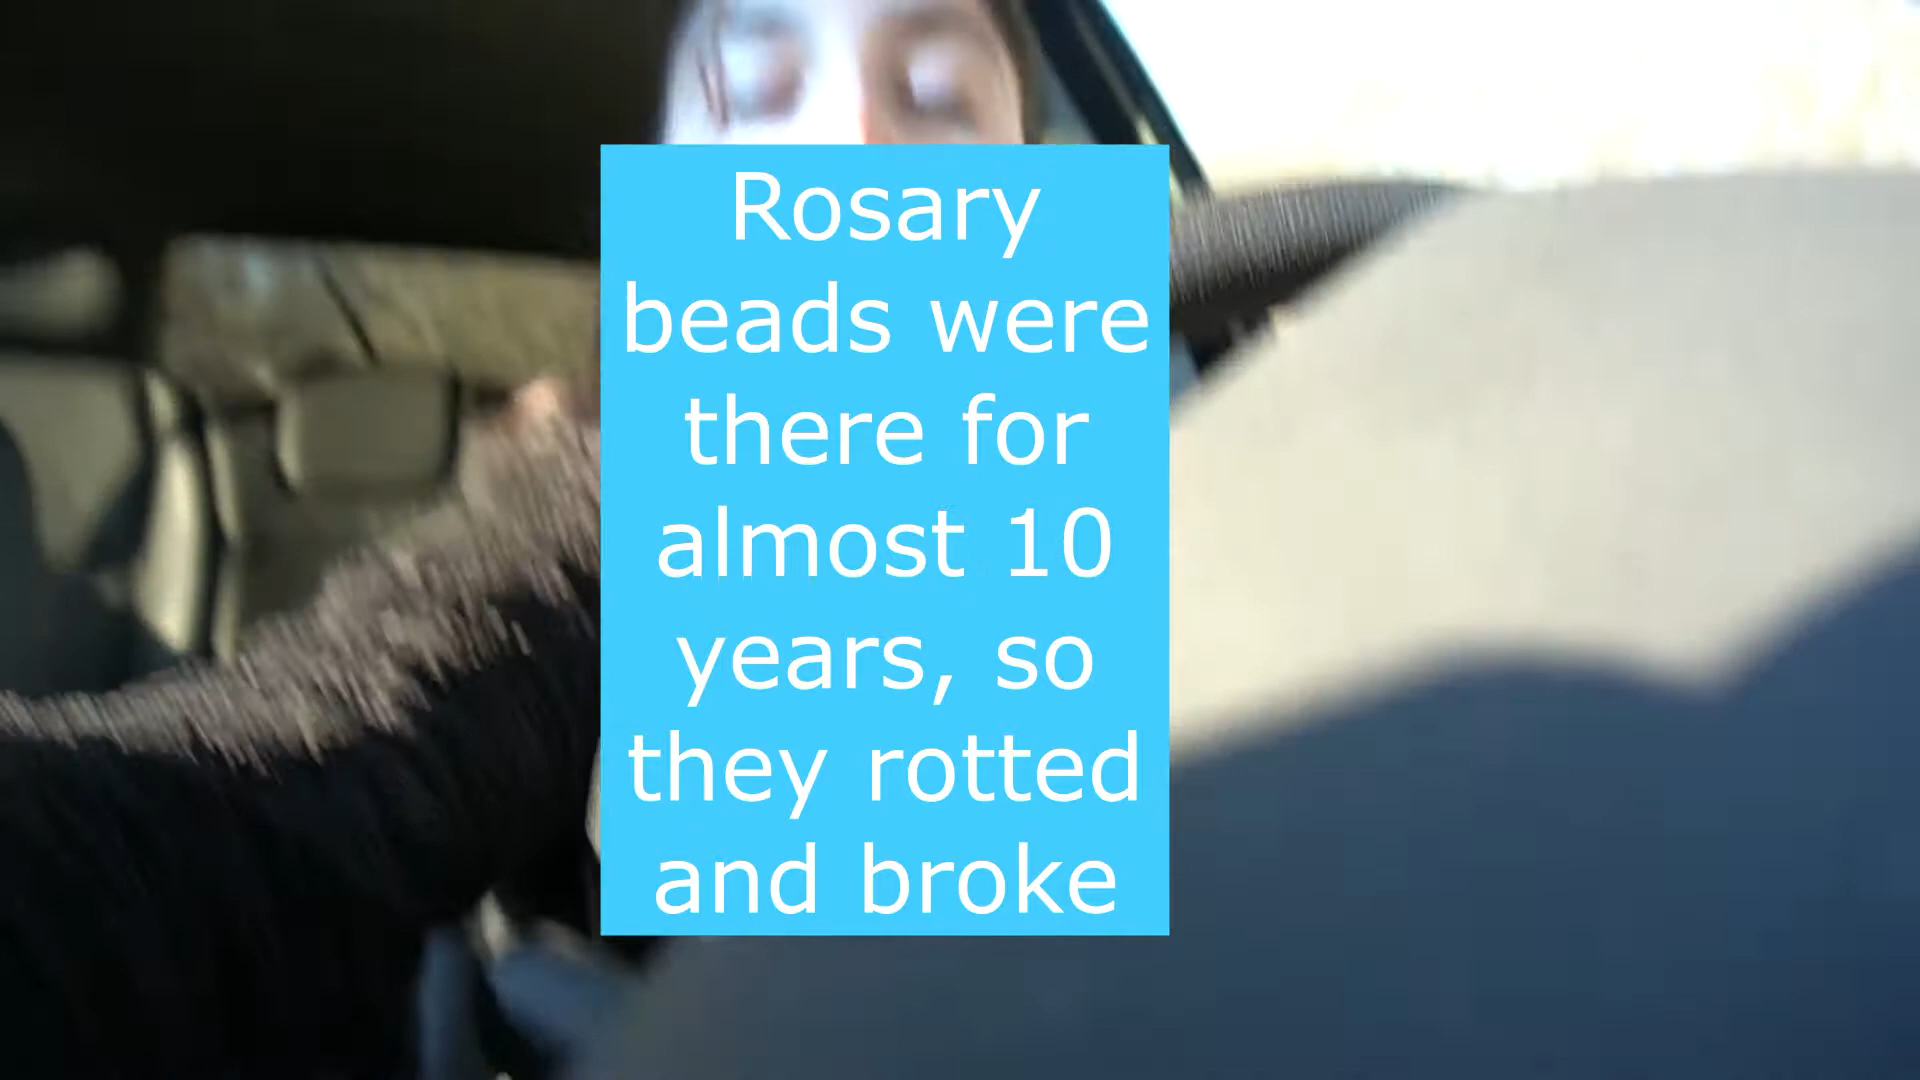 Rosary
beads were
there for
almost 10
years, so
they rotted
and broke